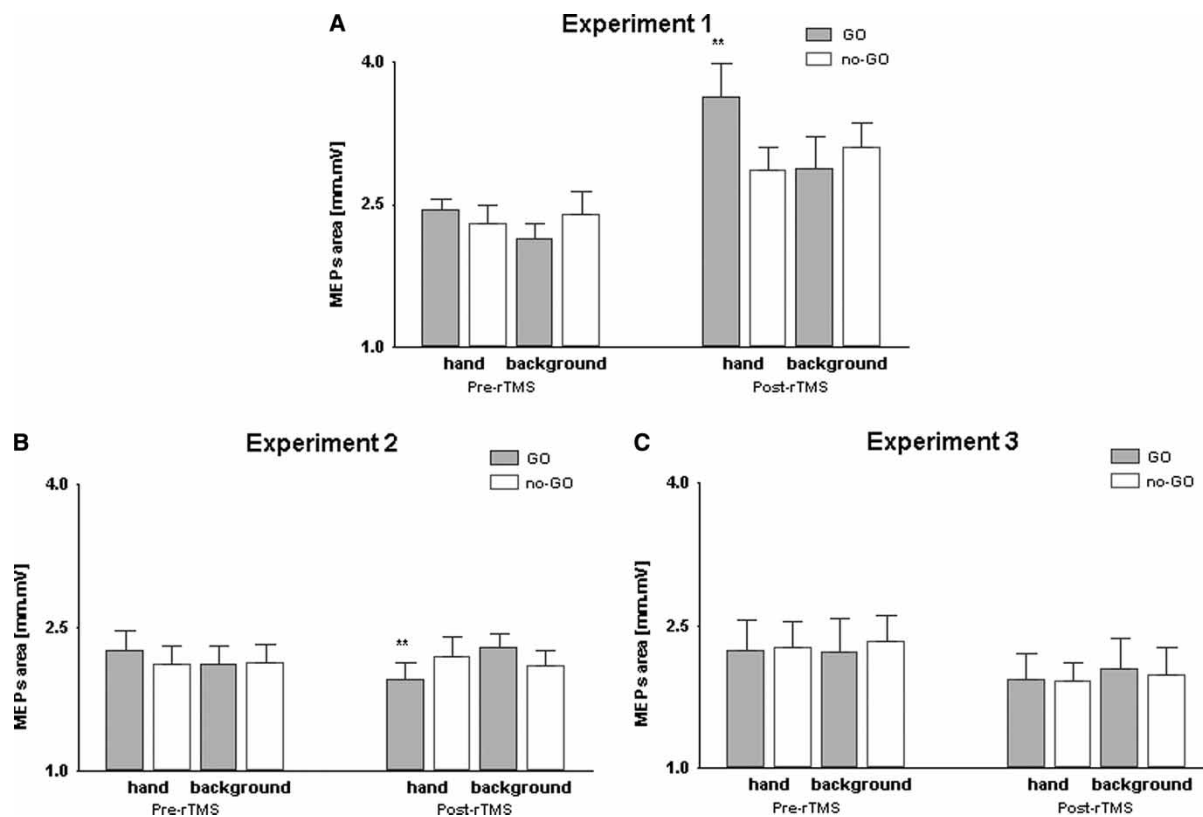 A
Experiment 1
GO
no-GO
**
4.0
2.5
1.0
MEPs area [mm.mV]
hand background hand background
Pre-rTMS Post-rTMS
B
Experiment 2
GO
no-GO
4.0
2.5
1.0
MEPs area [mm.mV]
**
hand background hand background
Pre-rTMS Post-rTMS
C
Experiment 3
GO
no-GO
4.0
2.5
1.0
MEPs area [mm.mV]
hand background hand background
Pre-rTMS Post-rTMS